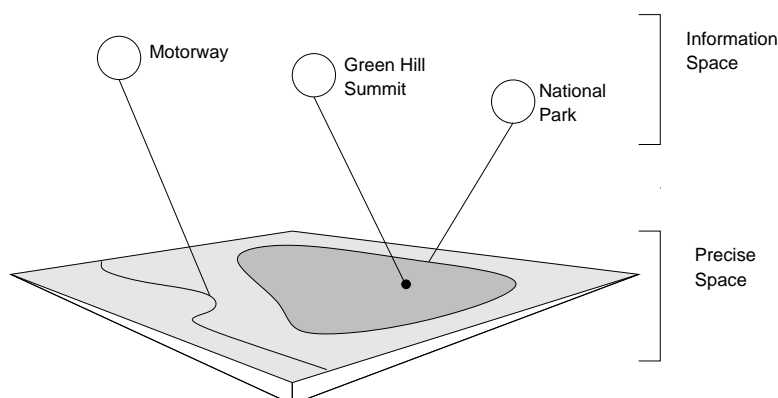 Motorway
Green Hill
Summit
National
Park
Information
Space
Precise
Space